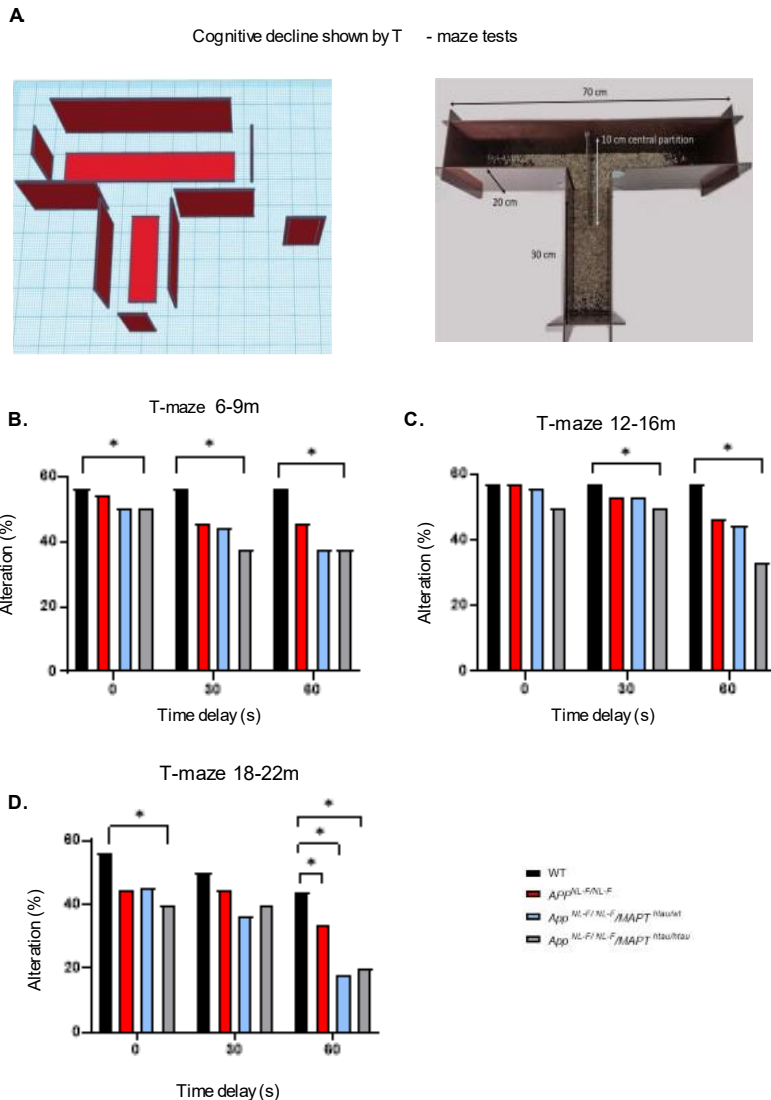 A.
Cognitive decline shown by T - maze tests
70 cm
10 cm central partition
20 cm
30 cm
B.
T-maze 6-9m
* * *
60
40
20
0
Alteration (%)
0 30 60
Time delay (s)
C.
T-maze 12-16m
* *
60
40
20
0
Alteration (%)
0 30 60
Time delay (s)
T-maze 18-22m
D.
*
*
*
*
60
40
20
0
Alteration (%)
0 30 60
Time delay (s)
WT
APP NL-F/NL-F
App NL-F/ NL-F /MAPT htau/wt
App NL-F/ NL-F /MAPT htau/htau